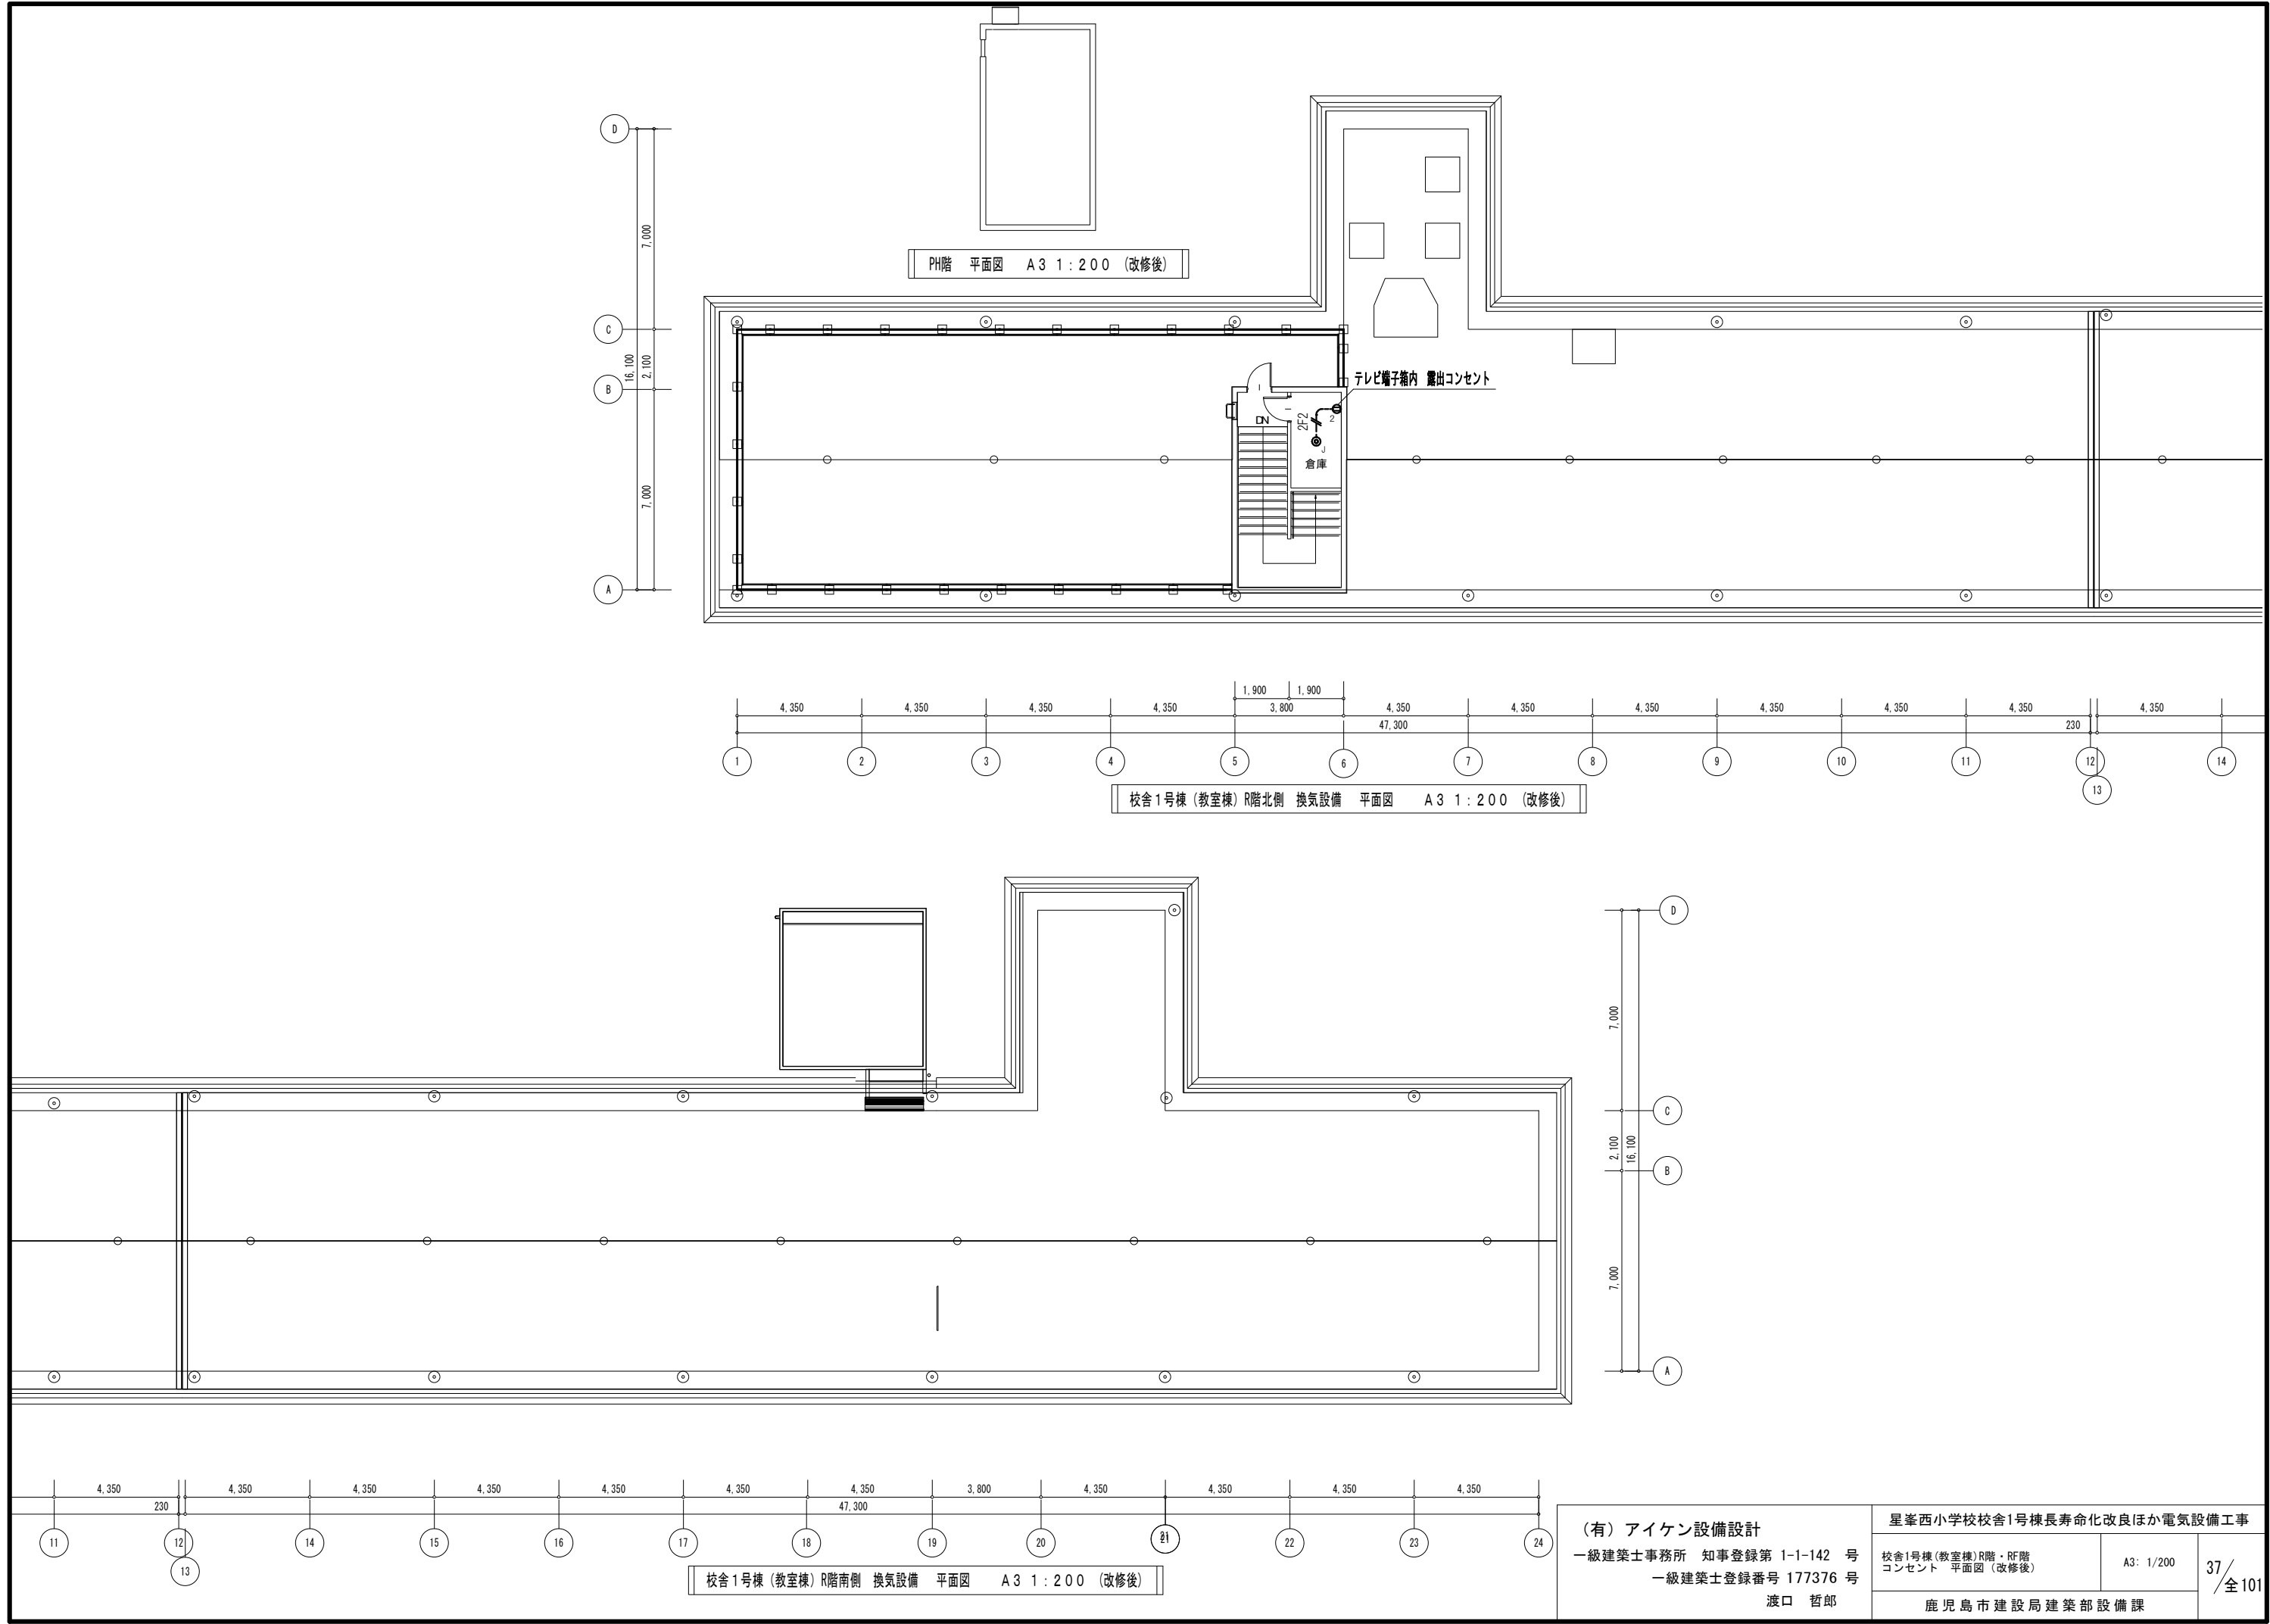 PH階 平面図 A3 1:200 (改修後)
D
C
B
A
7,000
16,100
2,100
7,000
テレビ端子箱内 露出コンセント
DN
2F2
2
J
倉庫
1,900 1,900
4,350 4,350 4,350 4,350 3,800 4,350 4,350 4,350 4,350 4,350 4,350 4,350
47,300 230
1 2 3 4 5 6 7 8 9 10 11 12 14
13
校舎1号棟(教室棟)R階北側 換気設備 平面図 A3 1:200 (改修後)
D
C
B
A
7,000
2,100
16,100
7,000
4,350 4,350 4,350 4,350 4,350 4,350 4,350 3,800 4,350 4,350 4,350 4,350
230 47,300
11 12 14 15 16 17 18 19 20 21 22 23 24
13
校舎1号棟(教室棟)R階南側 換気設備 平面図 A3 1:200 (改修後)
(有)アイケン設備設計
一級建築士事務所 知事登録第 1-1-142 号
一級建築士登録番号 177376 号
渡口 哲郎
星峯西小学校校舎1号棟長寿命化改良ほか電気設備工事
校舎1号棟(教室棟)R階・RF階
コンセント 平面図(改修後)
A3: 1/200
37/全101
鹿児島市建設局建築部設備課